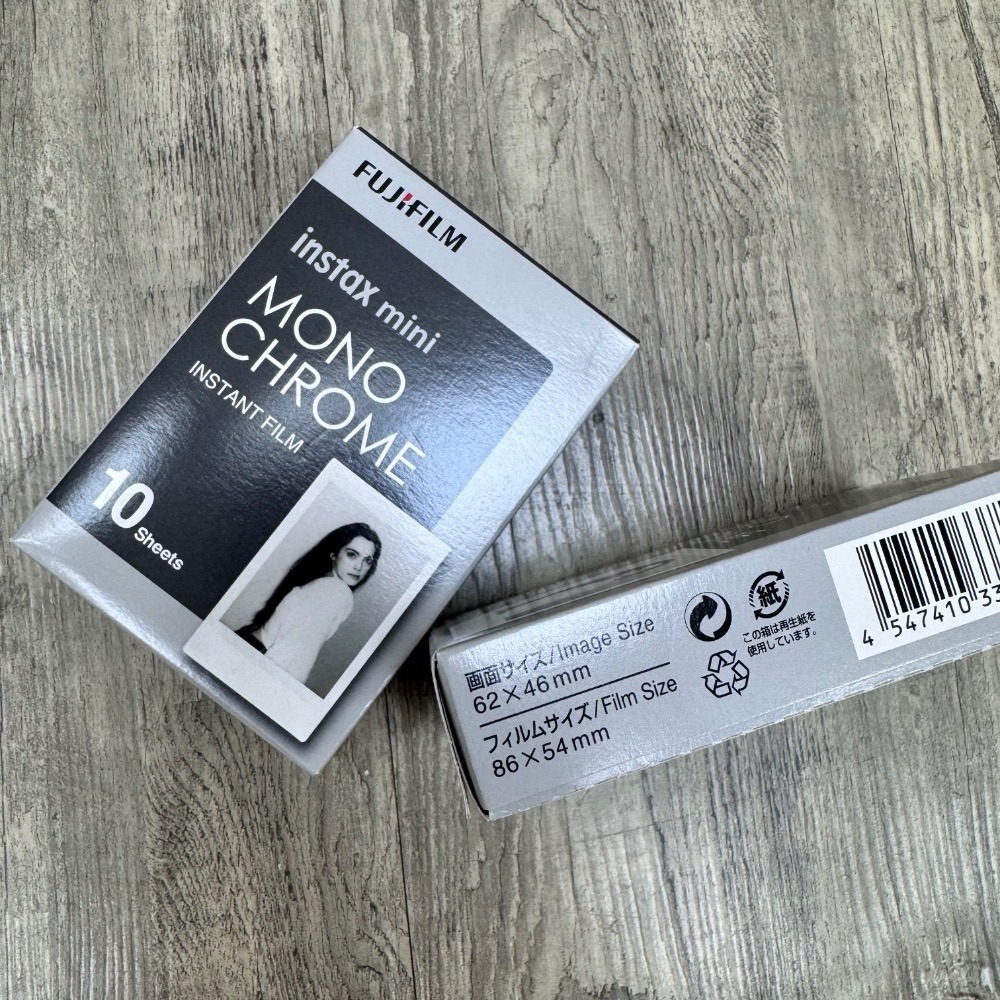 FUJIFILM
instax mini
MONO
CHROME
INSTANT FILM
10 Sheets
画面サイズ/Image Size
62×46mm
フィルムサイズ/Film Size
86×54mm
紙
この箱は再生紙を
使用しています。
4 547410 33